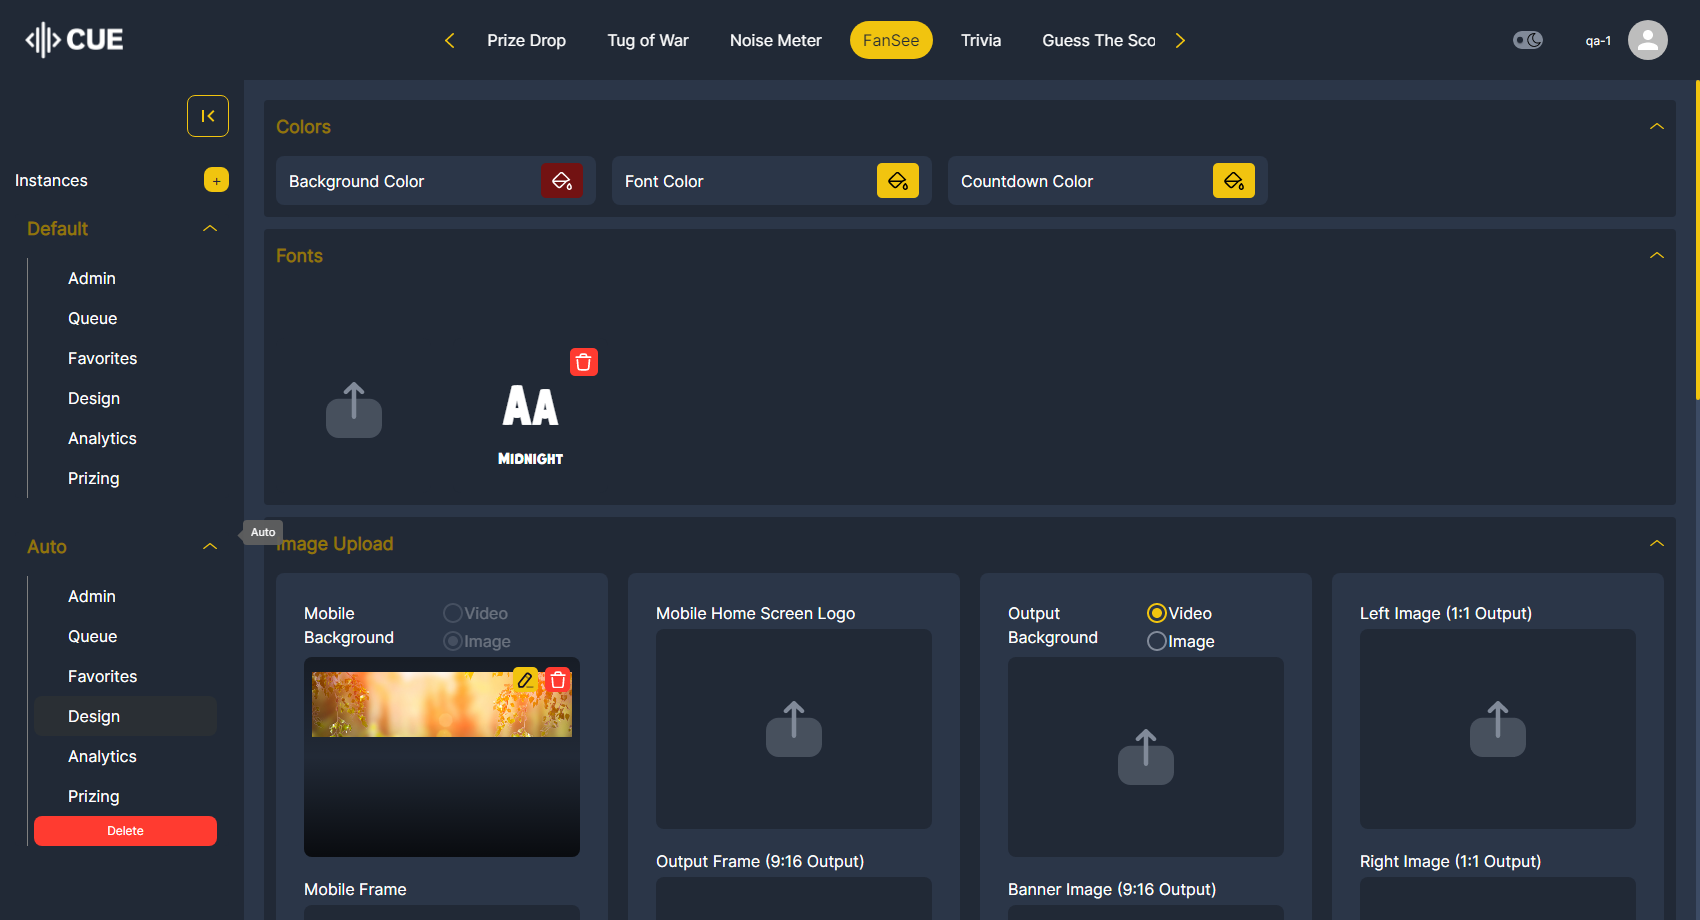 CUE
Prize Drop
Tug of War
Noise Meter
FanSee
Trivia
Guess The Sco
qa-1
Instances
+
Default
Admin
Queue
Favorites
Design
Analytics
Prizing
Auto
Admin
Queue
Favorites
Design
Analytics
Prizing
Delete
Auto
Colors
Background Color
Font Color
Countdown Color
Fonts
AA
MIDNIGHT
Image Upload
Mobile
Background
Video
Image
Mobile Frame
Mobile Home Screen Logo
Output Frame (9:16 Output)
Output
Background
Video
Image
Banner Image (9:16 Output)
Left Image (1:1 Output)
Right Image (1:1 Output)